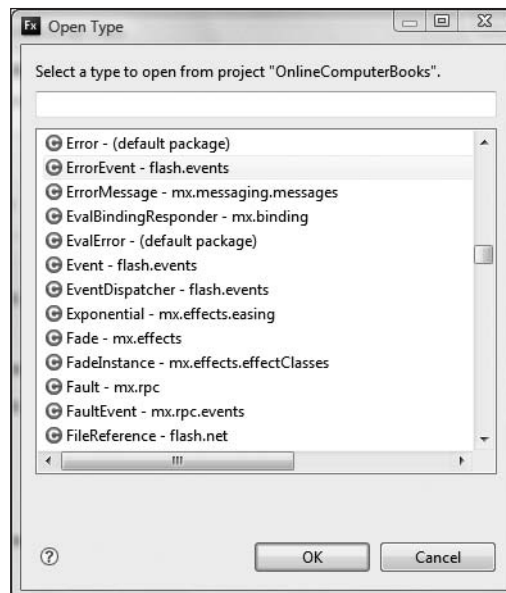 Fx Open Type
Select a type to open from project "OnlineComputerBooks".
C Error - (default package)
C ErrorEvent - flash.events
C ErrorMessage - mx.messaging.messages
C EvalBindingResponder - mx.binding
C EvalError - (default package)
C Event - flash.events
C EventDispatcher - flash.events
C Exponential - mx.effects.easing
C Fade - mx.effects
C FadeInstance - mx.effects.effectClasses
C Fault - mx.rpc
C FaultEvent - mx.rpc.events
C FileReference - flash.net
? OK Cancel